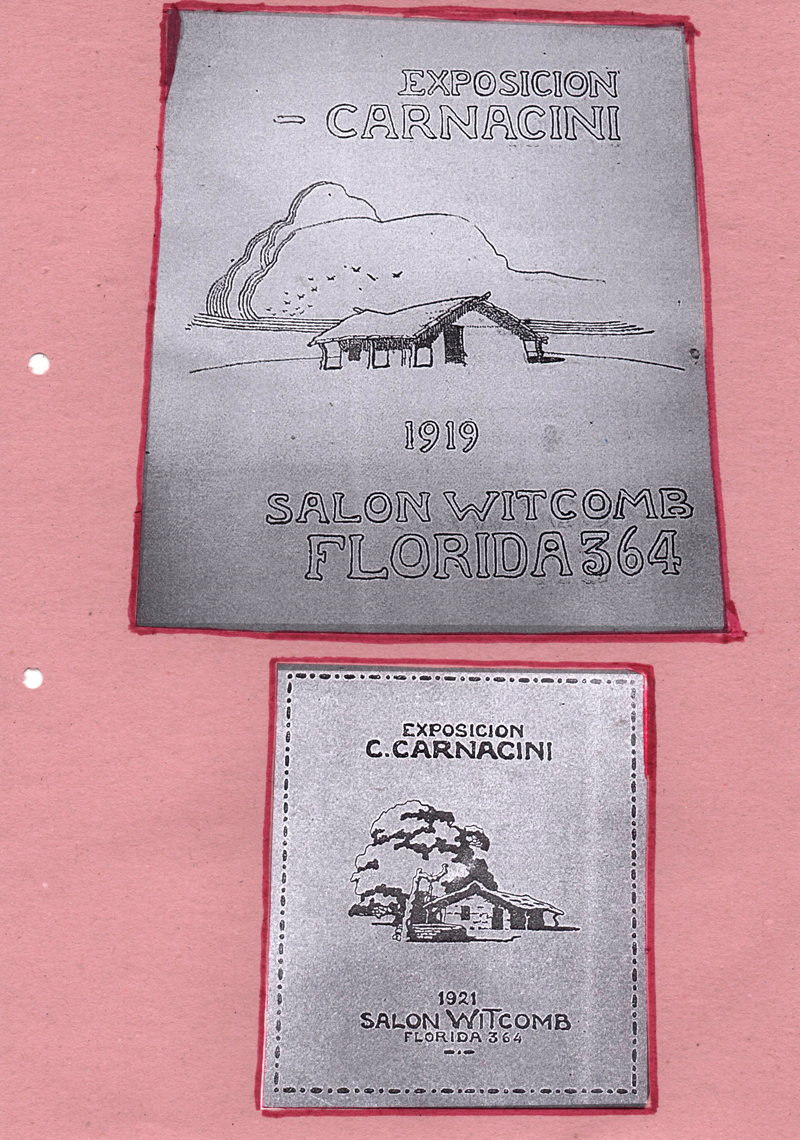 EXPOSICION
- CARNACINI
1919
SALON WITCOMB
FLORIDA 364
EXPOSICION
C. CARNACINI
1921
SALON WITCOMB
FLORIDA 364